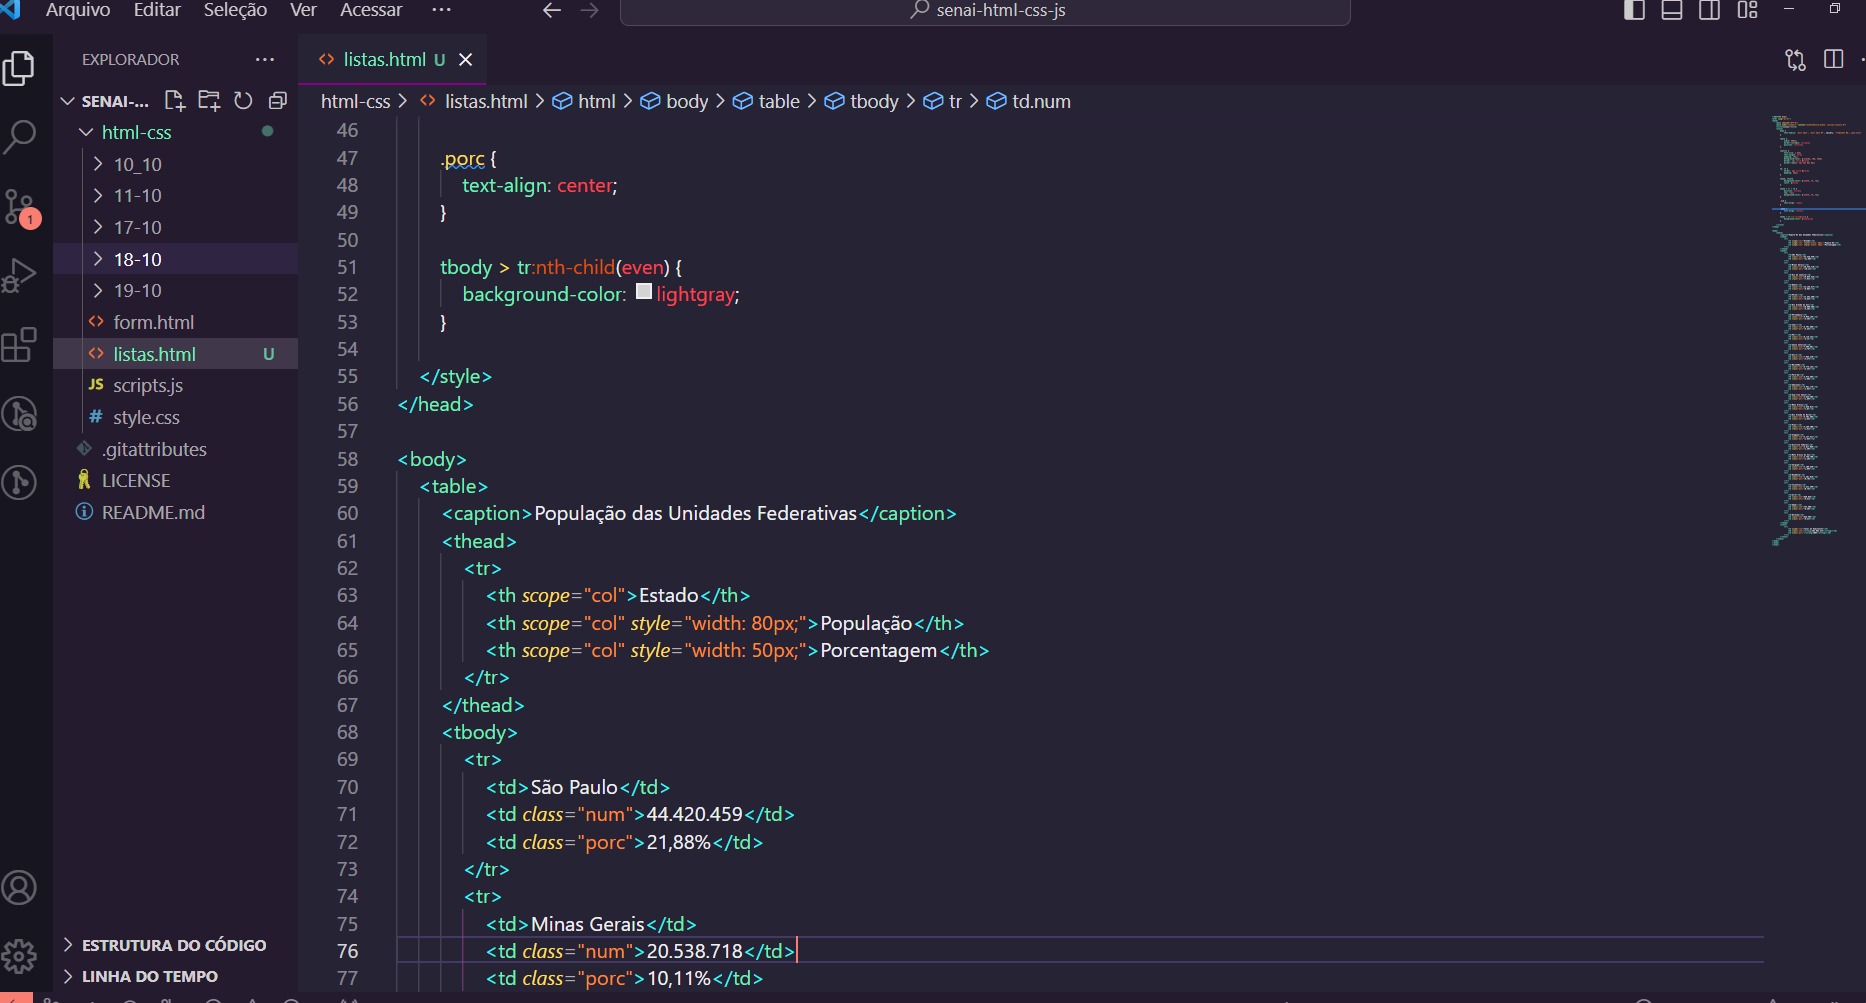 Arquivo Editar Seleção Ver Acessar ···
senai-html-css-js
EXPLORADOR ···
SENAI-...
html-css
10_10
11-10
17-10
18-10
19-10
form.html
listas.html U
JS scripts.js
# style.css
.gitattributes
LICENSE
README.md
ESTRUTURA DO CÓDIGO
LINHA DO TEMPO
1
listas.html U
html-css > listas.html > html > body > table > tbody > tr > td.num
46
47 .porc {
48 text-align: center;
49 }
50
51 tbody > tr:nth-child(even) {
52 background-color: lightgray;
53 }
54
55 </style>
56 </head>
57
58 <body>
59 <table>
60 <caption>População das Unidades Federativas</caption>
61 <thead>
62 <tr>
63 <th scope="col">Estado</th>
64 <th scope="col" style="width: 80px;">População</th>
65 <th scope="col" style="width: 50px;">Porcentagem</th>
66 </tr>
67 </thead>
68 <tbody>
69 <tr>
70 <td>São Paulo</td>
71 <td class="num">44.420.459</td>
72 <td class="porc">21,88%</td>
73 </tr>
74 <tr>
75 <td>Minas Gerais</td>
76 <td class="num">20.538.718</td>
77 <td class="porc">10,11%</td>